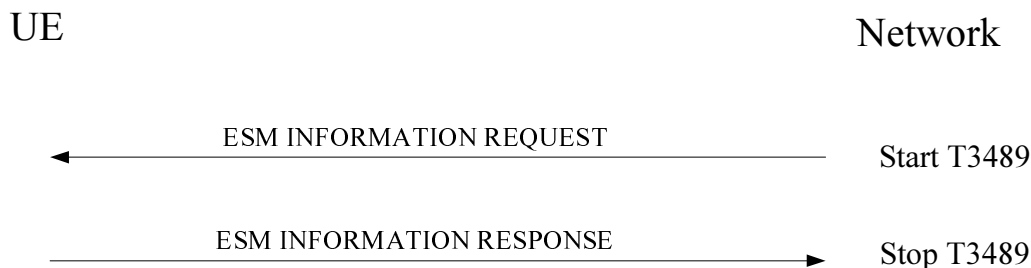 UE
Network
ESM INFORMATION REQUEST
Start T3489
ESM INFORMATION RESPONSE
Stop T3489